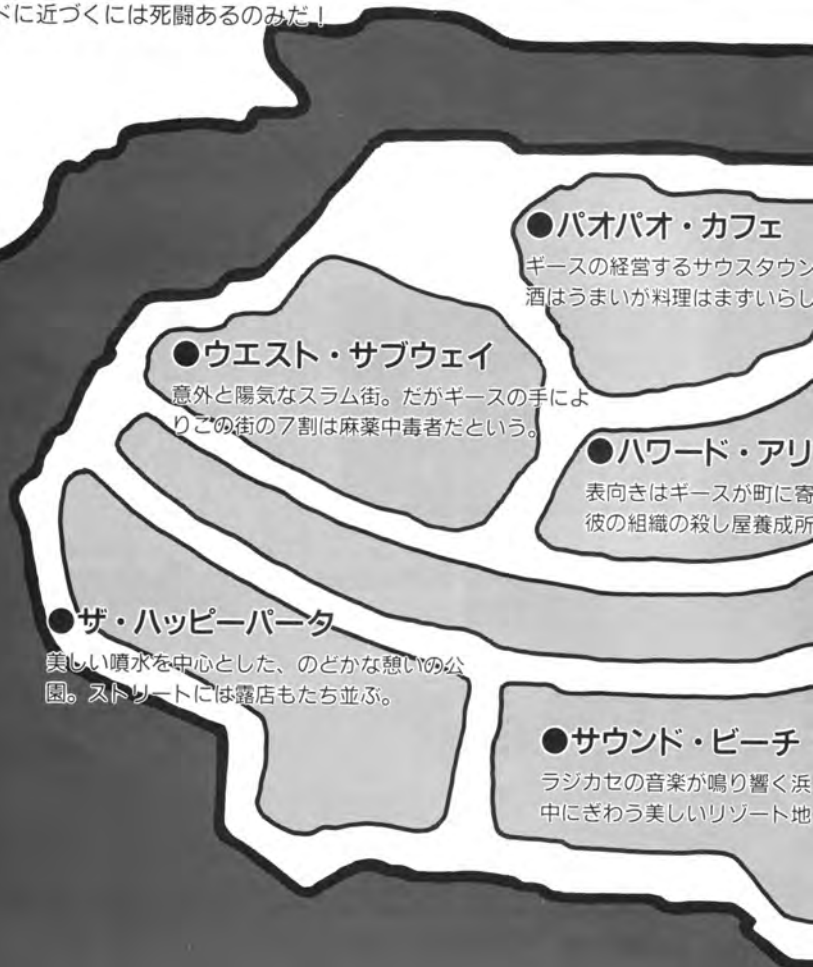 ドに近づくには死闘あるのみだ！
●パオパオ・カフェ
ギースの経営するサウスタウン
酒はうまいが料理はまずいらし
●ウエスト・サブウェイ
意外と陽気なスラム街。だがギースの手によ
りこの街の7割は麻薬中毒者だという。
●ハワード・アリ
表向きはギースが町に寄
彼の組織の殺し屋養成所
●ザ・ハッピーパータ
美しい噴水を中心とした、のどかな憩いの公
園。ストリートには露店もたち並ぶ。
●サウンド・ビーチ
ラジカセの音楽が鳴り響く浜
中にぎわう美しいリゾート地